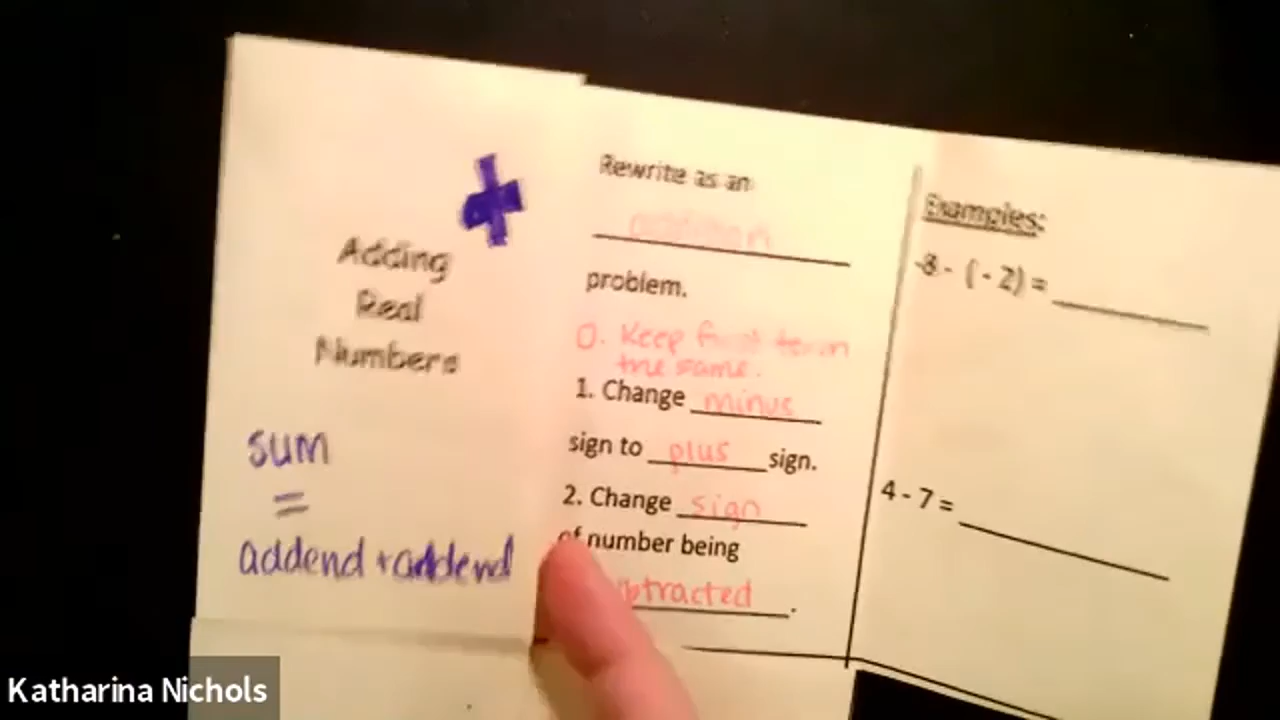 Adding
Real
Numbers
sum
=
addend + addend
Rewrite as an
addition
problem.
0. Keep first term
the same.
1. Change minus
sign to plus sign.
2. Change sign
of number being
subtracted.
Examples:
-8 - (-2) =
4 - 7 =
Katharina Nichols